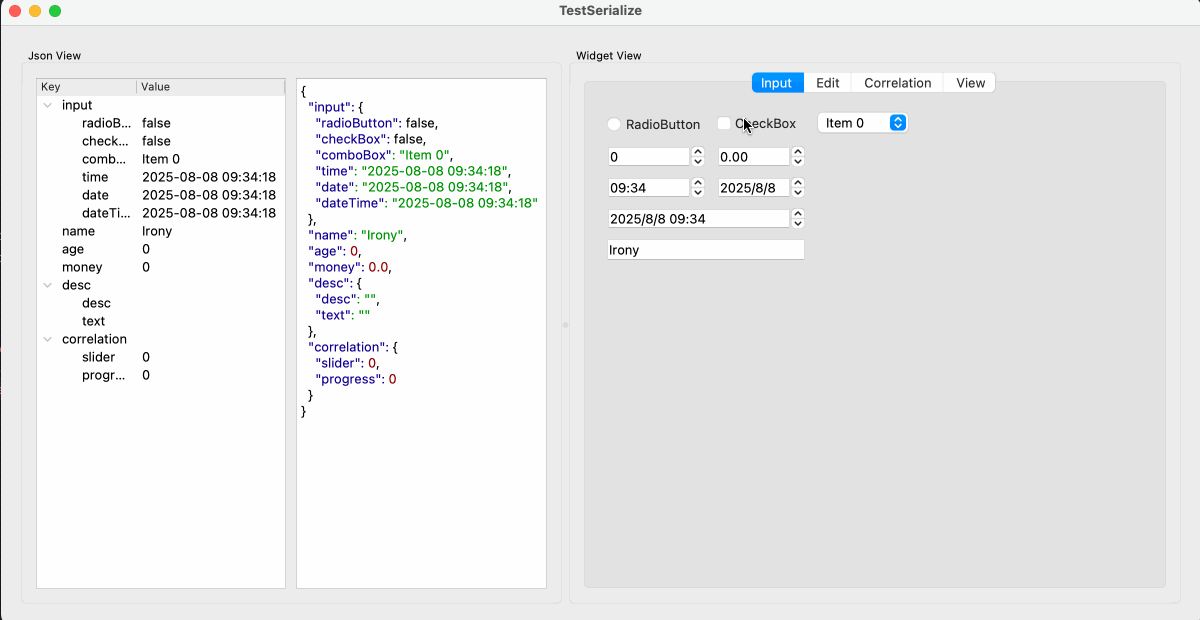 TestSerialize
Json View
Key Value
input
radioB... false
check... false
comb... Item 0
time 2025-08-08 09:34:18
date 2025-08-08 09:34:18
dateTi... 2025-08-08 09:34:18
name Irony
age 0
money 0
desc
desc
text
correlation
slider 0
progr... 0
{
"input": {
"radioButton": false,
"checkBox": false,
"comboBox": "Item 0",
"time": "2025-08-08 09:34:18",
"date": "2025-08-08 09:34:18",
"dateTime": "2025-08-08 09:34:18"
},
"name": "Irony",
"age": 0,
"money": 0.0,
"desc": {
"desc": "",
"text": ""
},
"correlation": {
"slider": 0,
"progress": 0
}
}
Widget View
Input Edit Correlation View
RadioButton CheckBox Item 0
0 0.00
09:34 2025/8/8
2025/8/8 09:34
Irony